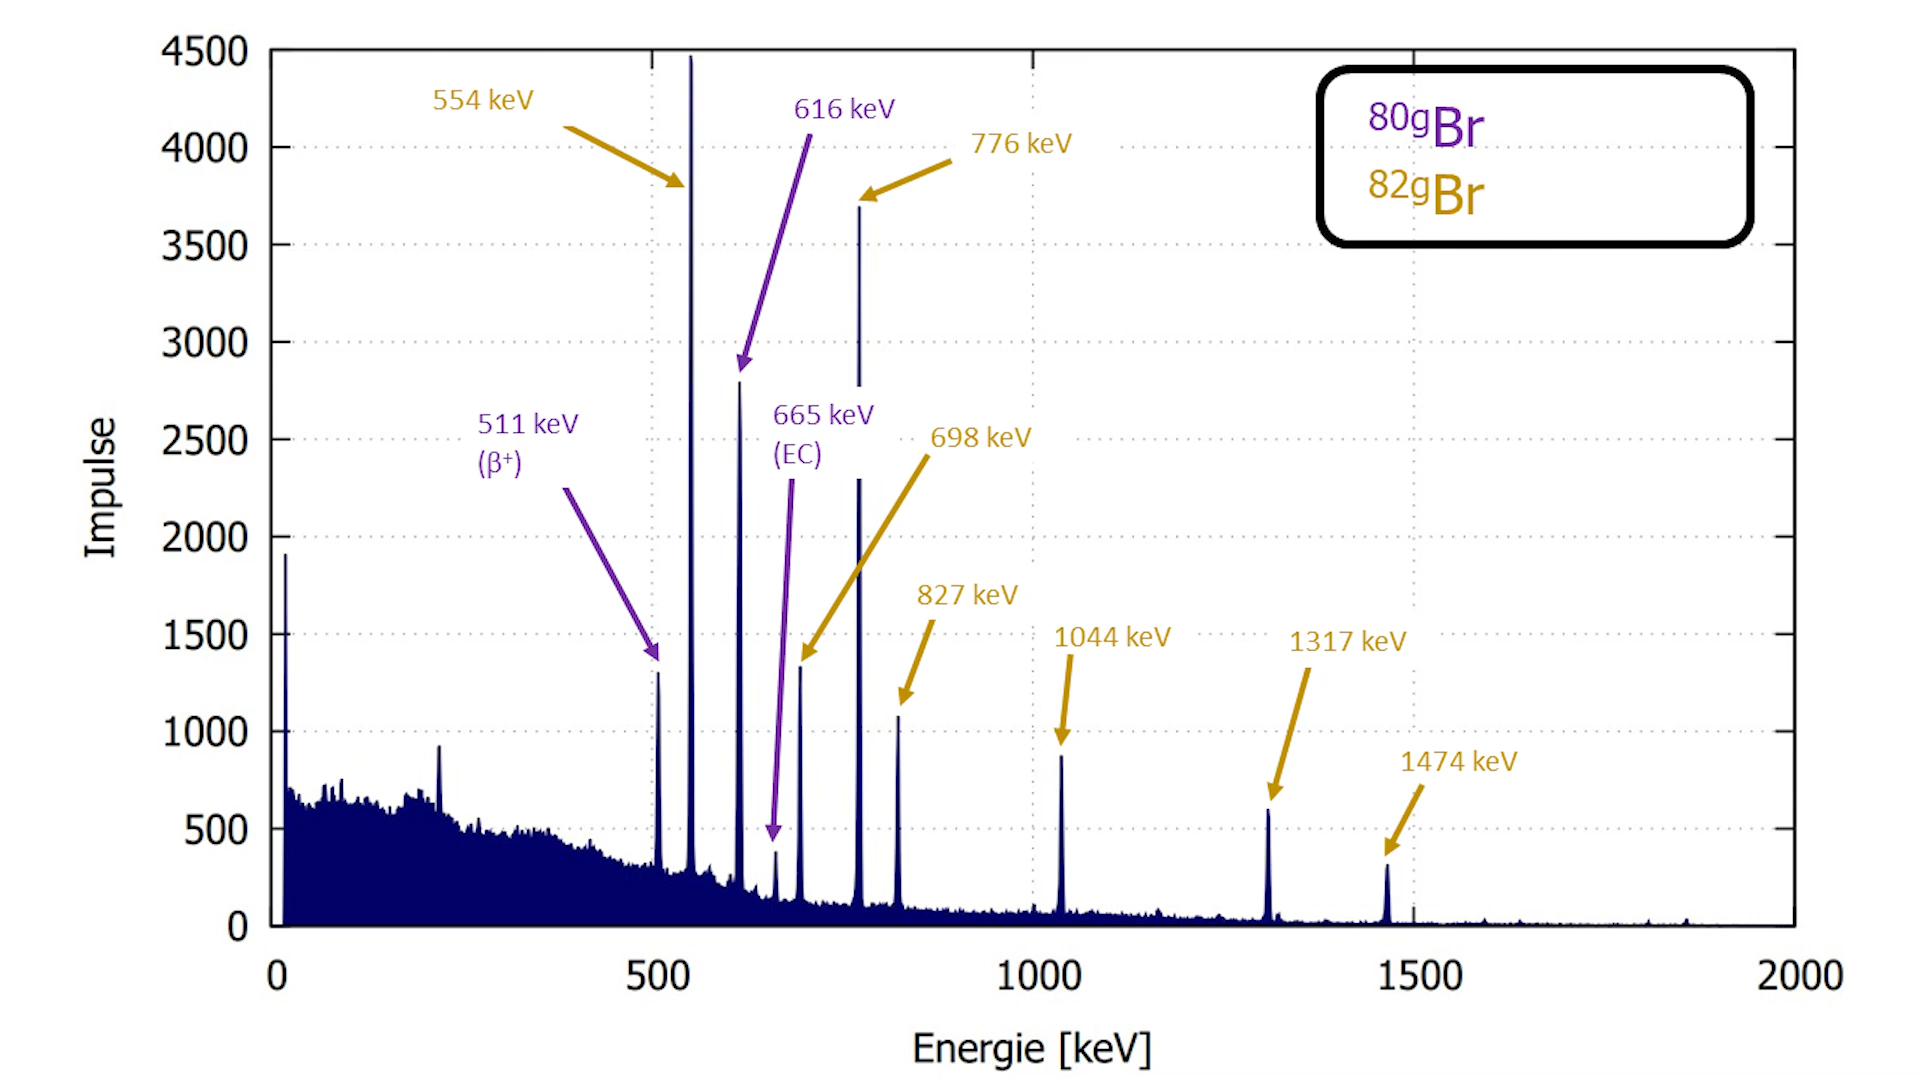 4500
4000
3500
3000
2500
2000
1500
1000
500
0
Impulse
0 500 1000 1500 2000
Energie [keV]
554 keV
616 keV
776 keV
511 keV
(β⁺)
665 keV
(EC)
698 keV
827 keV
1044 keV
1317 keV
1474 keV
⁸⁰ᵍBr
⁸²ᵍBr